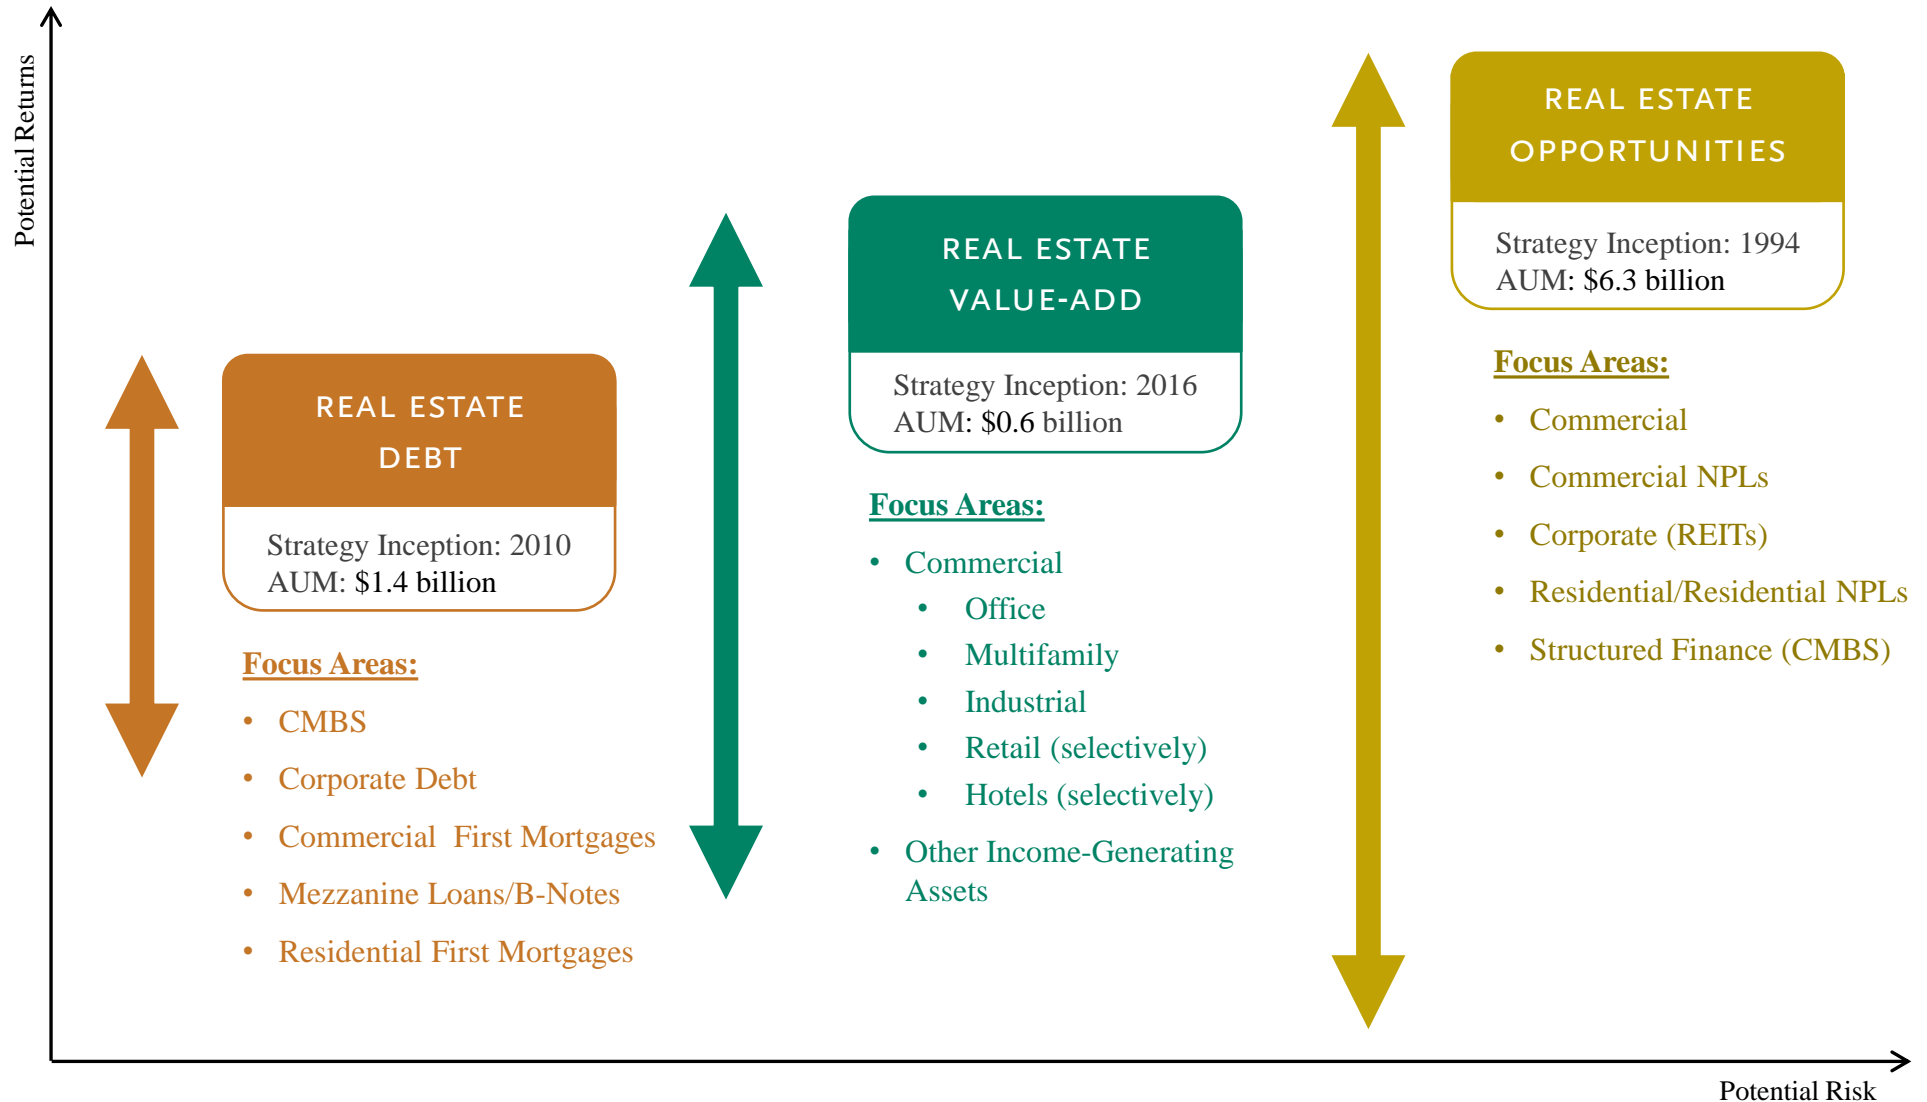 Potential Returns
REAL ESTATE
DEBT
Strategy Inception: 2010
AUM: $1.4 billion
Focus Areas:
• CMBS
• Corporate Debt
• Commercial  First Mortgages
• Mezzanine Loans/B-Notes
• Residential First Mortgages
REAL ESTATE
VALUE-ADD
Strategy Inception: 2016
AUM: $0.6 billion
Focus Areas:
• Commercial
• Office
• Multifamily
• Industrial
• Retail (selectively)
• Hotels (selectively)
• Other Income-Generating
Assets
REAL ESTATE
OPPORTUNITIES
Strategy Inception: 1994
AUM: $6.3 billion
Focus Areas:
• Commercial
• Commercial NPLs
• Corporate (REITs)
• Residential/Residential NPLs
• Structured Finance (CMBS)
Potential Risk